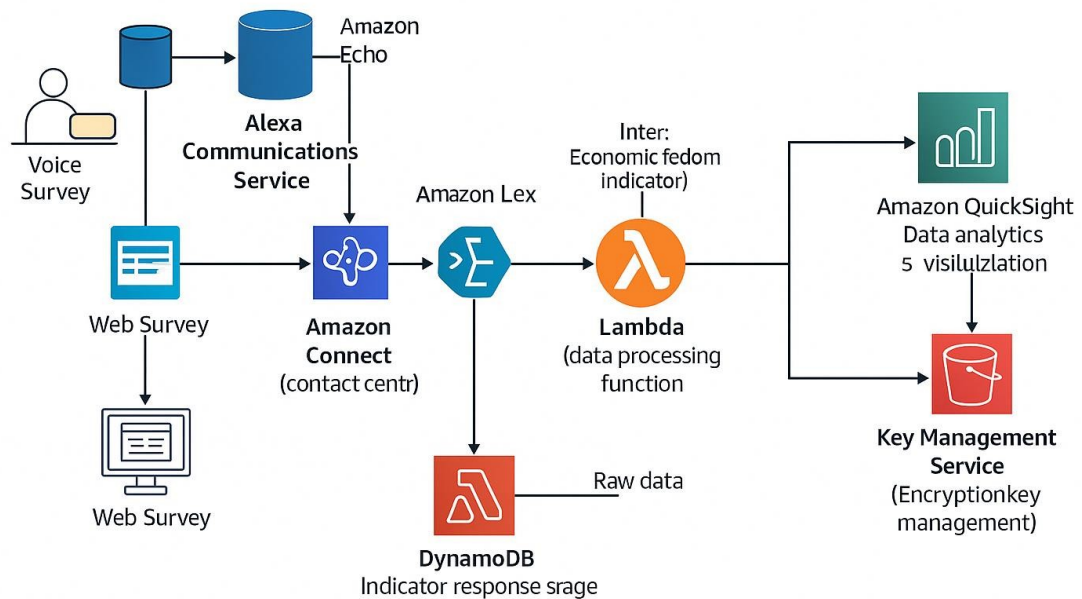 Amazon
Echo
Voice
Survey
Alexa
Communications
Service
Inter:
Economic fedom
indicator)
Amazon Lex
Amazon QuickSight
Data analytics
5 visilulzlation
Web Survey
Amazon
Connect
(contact centr)
Lambda
(data processing
function
Key Management
Service
(Encryptionkey
management)
Web Survey
Raw data
DynamoDB
Indicator response srage